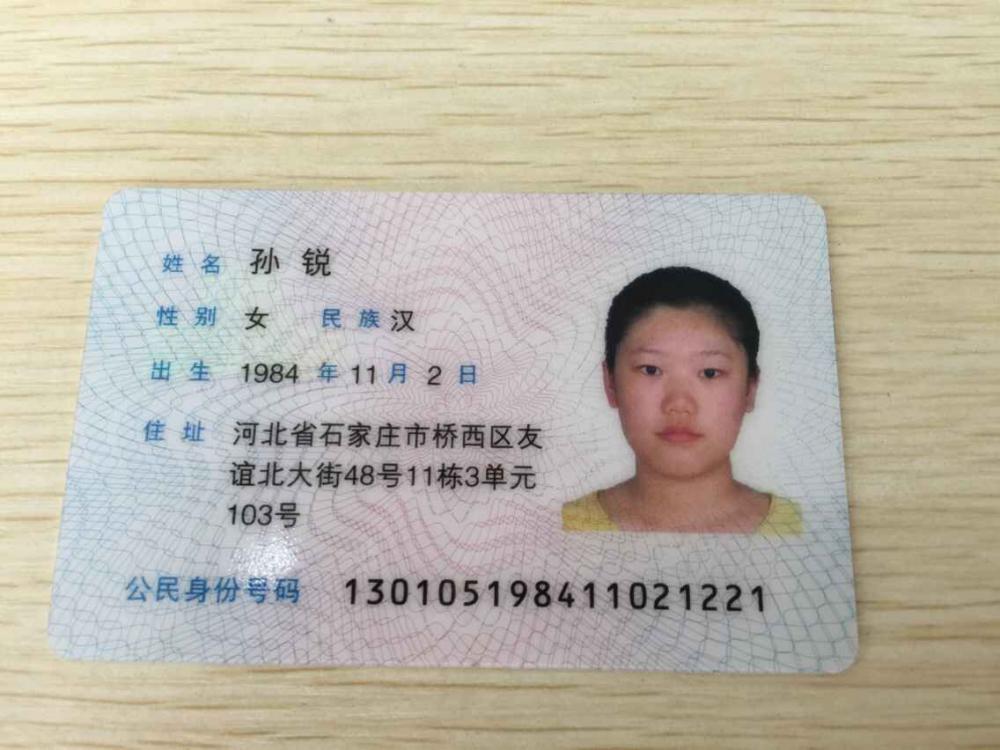 姓名 孙锐
性别 女 民族 汉
出生 1984 年 11 月 2 日
住址 河北省石家庄市桥西区友
谊北大街48号11栋3单元
103号
公民身份号码 130105198411021221